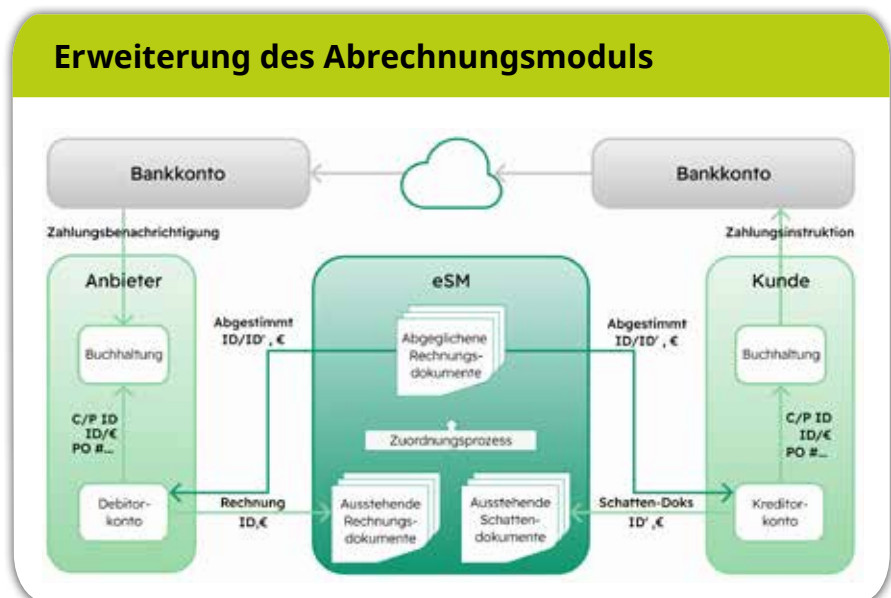 Erweiterung des Abrechnungsmoduls
Bankkonto
Bankkonto
Zahlungsbenachrichtigung
Zahlungsinstruktion
Anbieter
eSM
Kunde
Abgestimmt
ID/ID', €
Abgestimmt
ID/ID', €
Buchhaltung
Abgeglichene
Rechnungs-
dokumente
Buchhaltung
C/P ID
ID/€
PO #...
Zuordnungsprozess
C/P ID
ID/€
PO #...
Debitor-
konto
Rechnung
ID,€
Ausstehende
Rechnungs-
dokumente
Ausstehende
Schatten-
dokumente
Schatten-Doks
ID',€
Kreditor-
konto